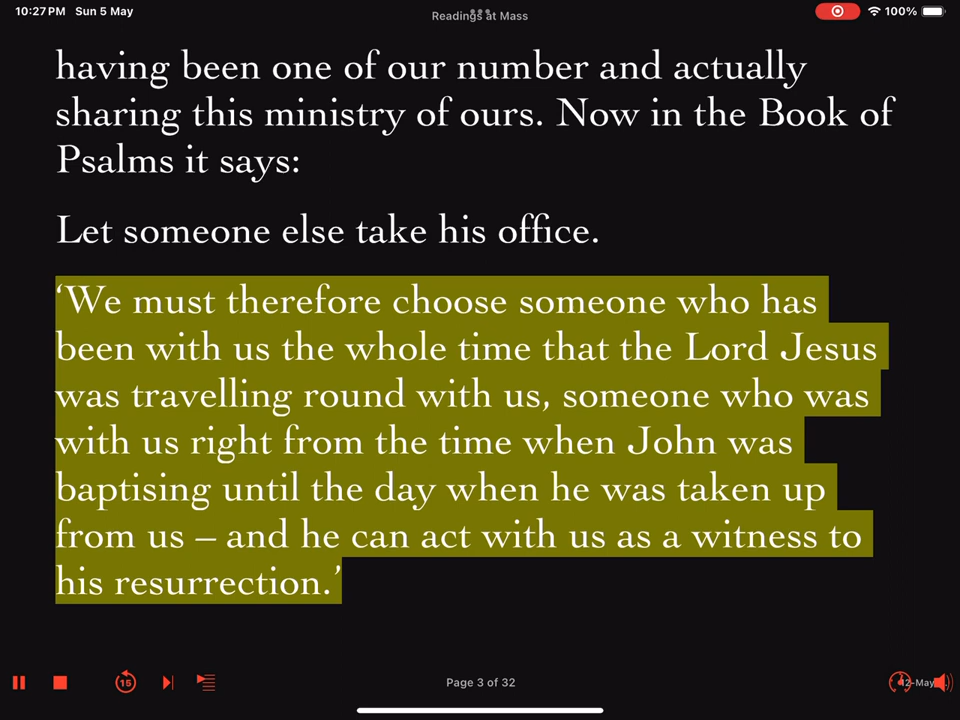 10:27 PM Sun 5 May
Readings at Mass
100%
having been one of our number and actually
sharing this ministry of ours. Now in the Book of
Psalms it says:
Let someone else take his office.
‘We must therefore choose someone who has
been with us the whole time that the Lord Jesus
was travelling round with us, someone who was
with us right from the time when John was
baptising until the day when he was taken up
from us – and he can act with us as a witness to
his resurrection.’
15
Page 3 of 32
12-May